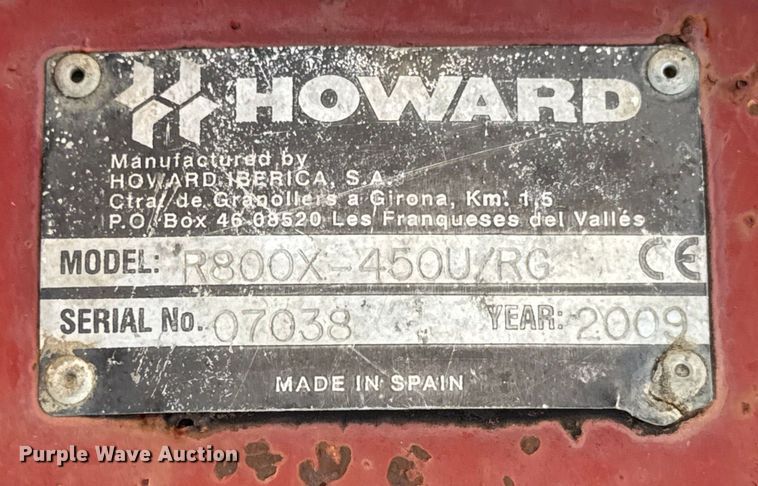 HOWARD
Manufactured by
HOWARD IBERICA, S.A.
Ctra. de Granollers a Girona, Km. 1,5
P.O. Box 46-08520 Les Franqueses del Vallés
MODEL: R800X-450U/RG CE
SERIAL No. 07038 YEAR: 2009
MADE IN SPAIN
Purple Wave Auction